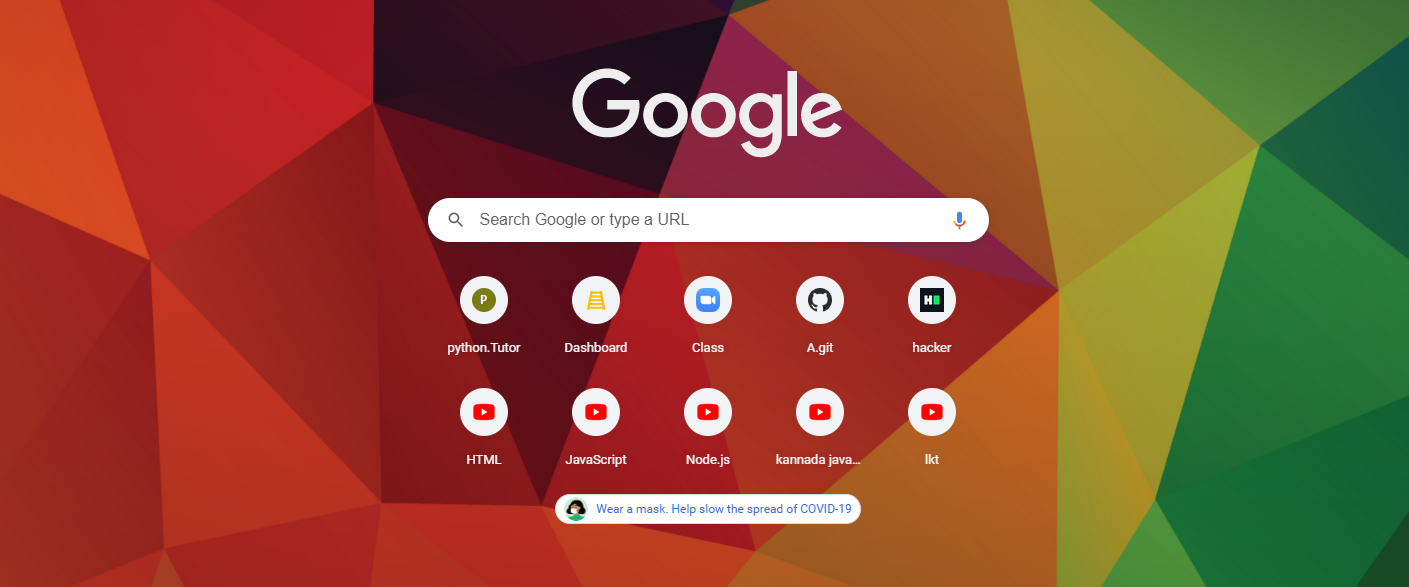 Google
Search Google or type a URL
P
python.Tutor
Dashboard
Class
A.git
H
hacker
HTML
JavaScript
Node.js
kannada java...
lkt
Wear a mask. Help slow the spread of COVID-19